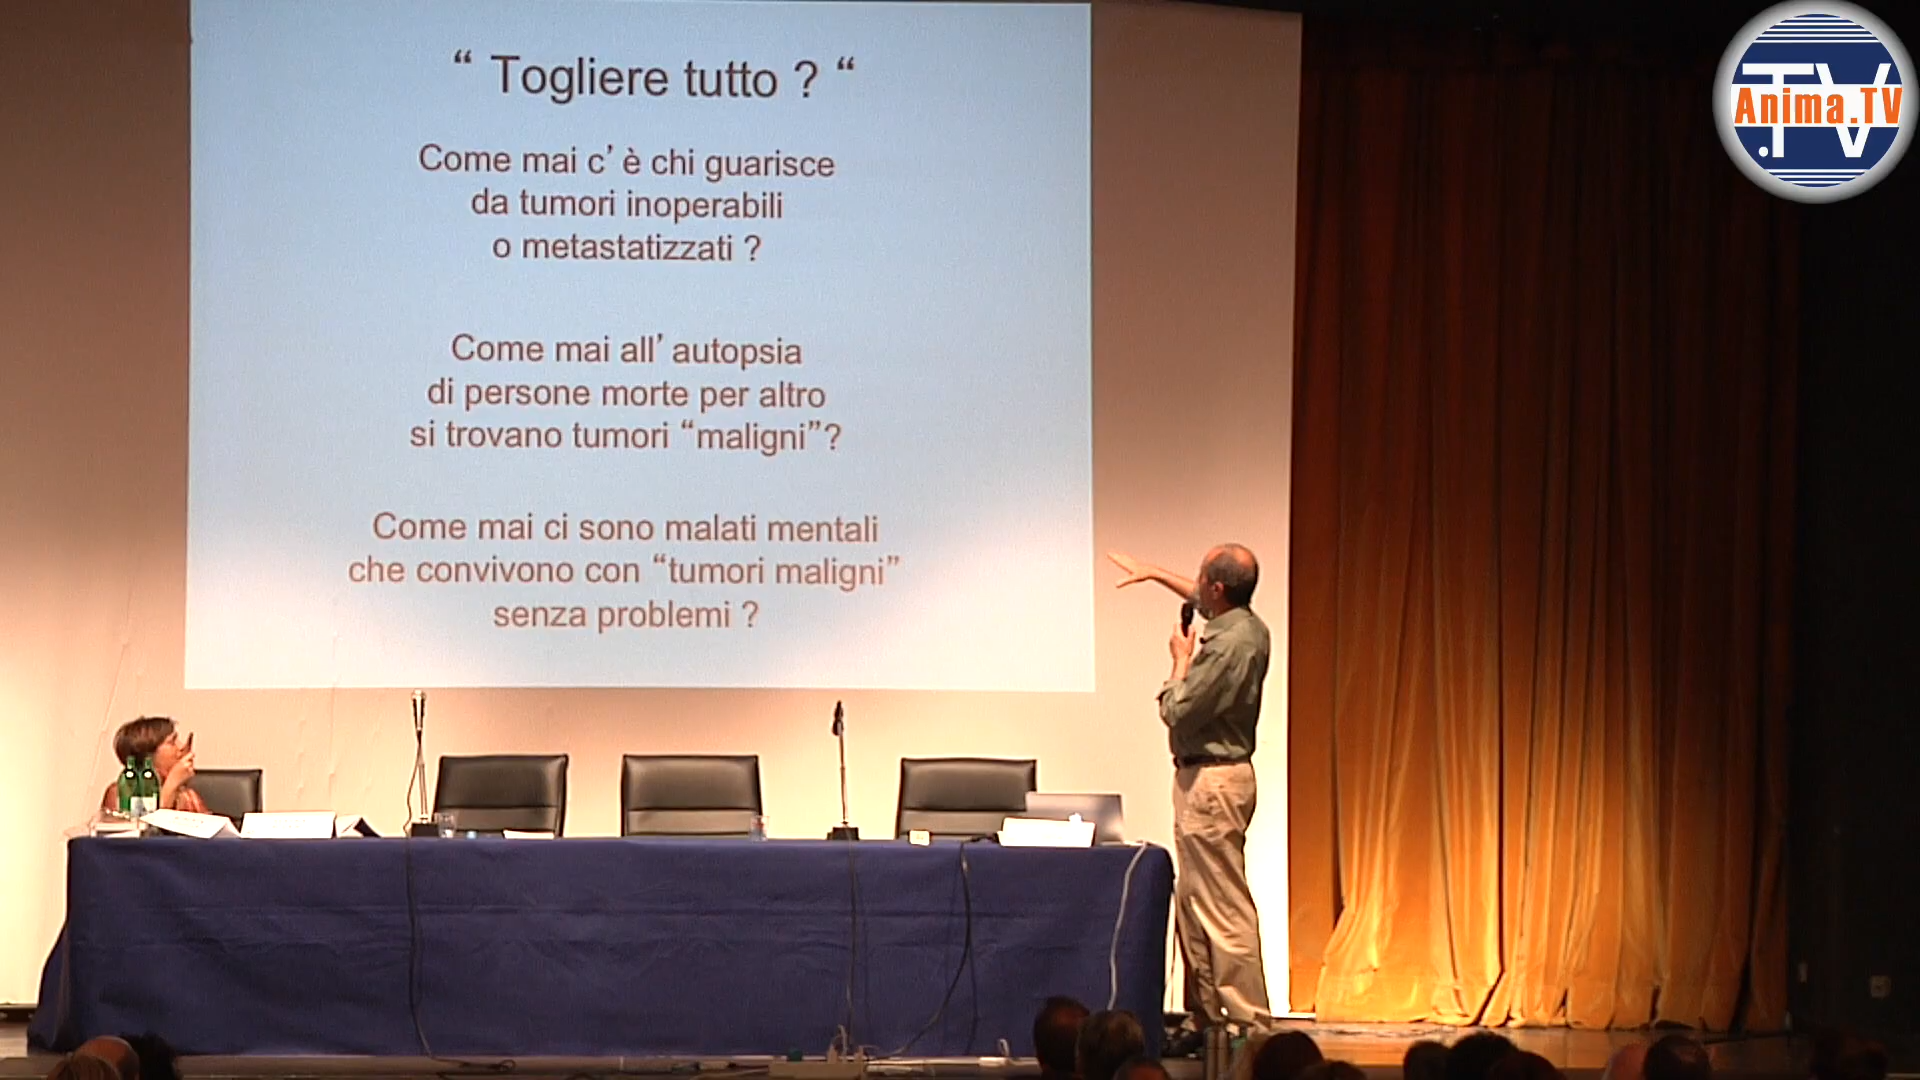 “ Togliere tutto ? “
Come mai c’ è chi guarisce
da tumori inoperabili
o metastatizzati ?
Come mai all’ autopsia
di persone morte per altro
si trovano tumori “maligni”?
Come mai ci sono malati mentali
che convivono con “tumori maligni”
senza problemi ?
TV
Anima.TV
.TV